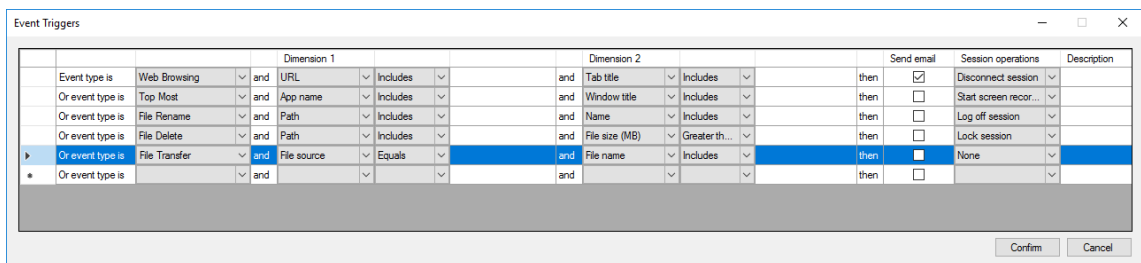 Event Triggers
Dimension 1 Dimension 2 Send email Session operations Description
Event type is Web Browsing and URL Includes and Tab title Includes then Disconnect session
Or event type is Top Most and App name Includes and Window title Includes then Start screen recor...
Or event type is File Rename and Path Includes and Name Includes then Log off session
Or event type is File Delete and Path Includes and File size (MB) Greater th... then Lock session
Or event type is File Transfer and File source Equals and File name Includes then None
Or event type is and and then
Confirm Cancel